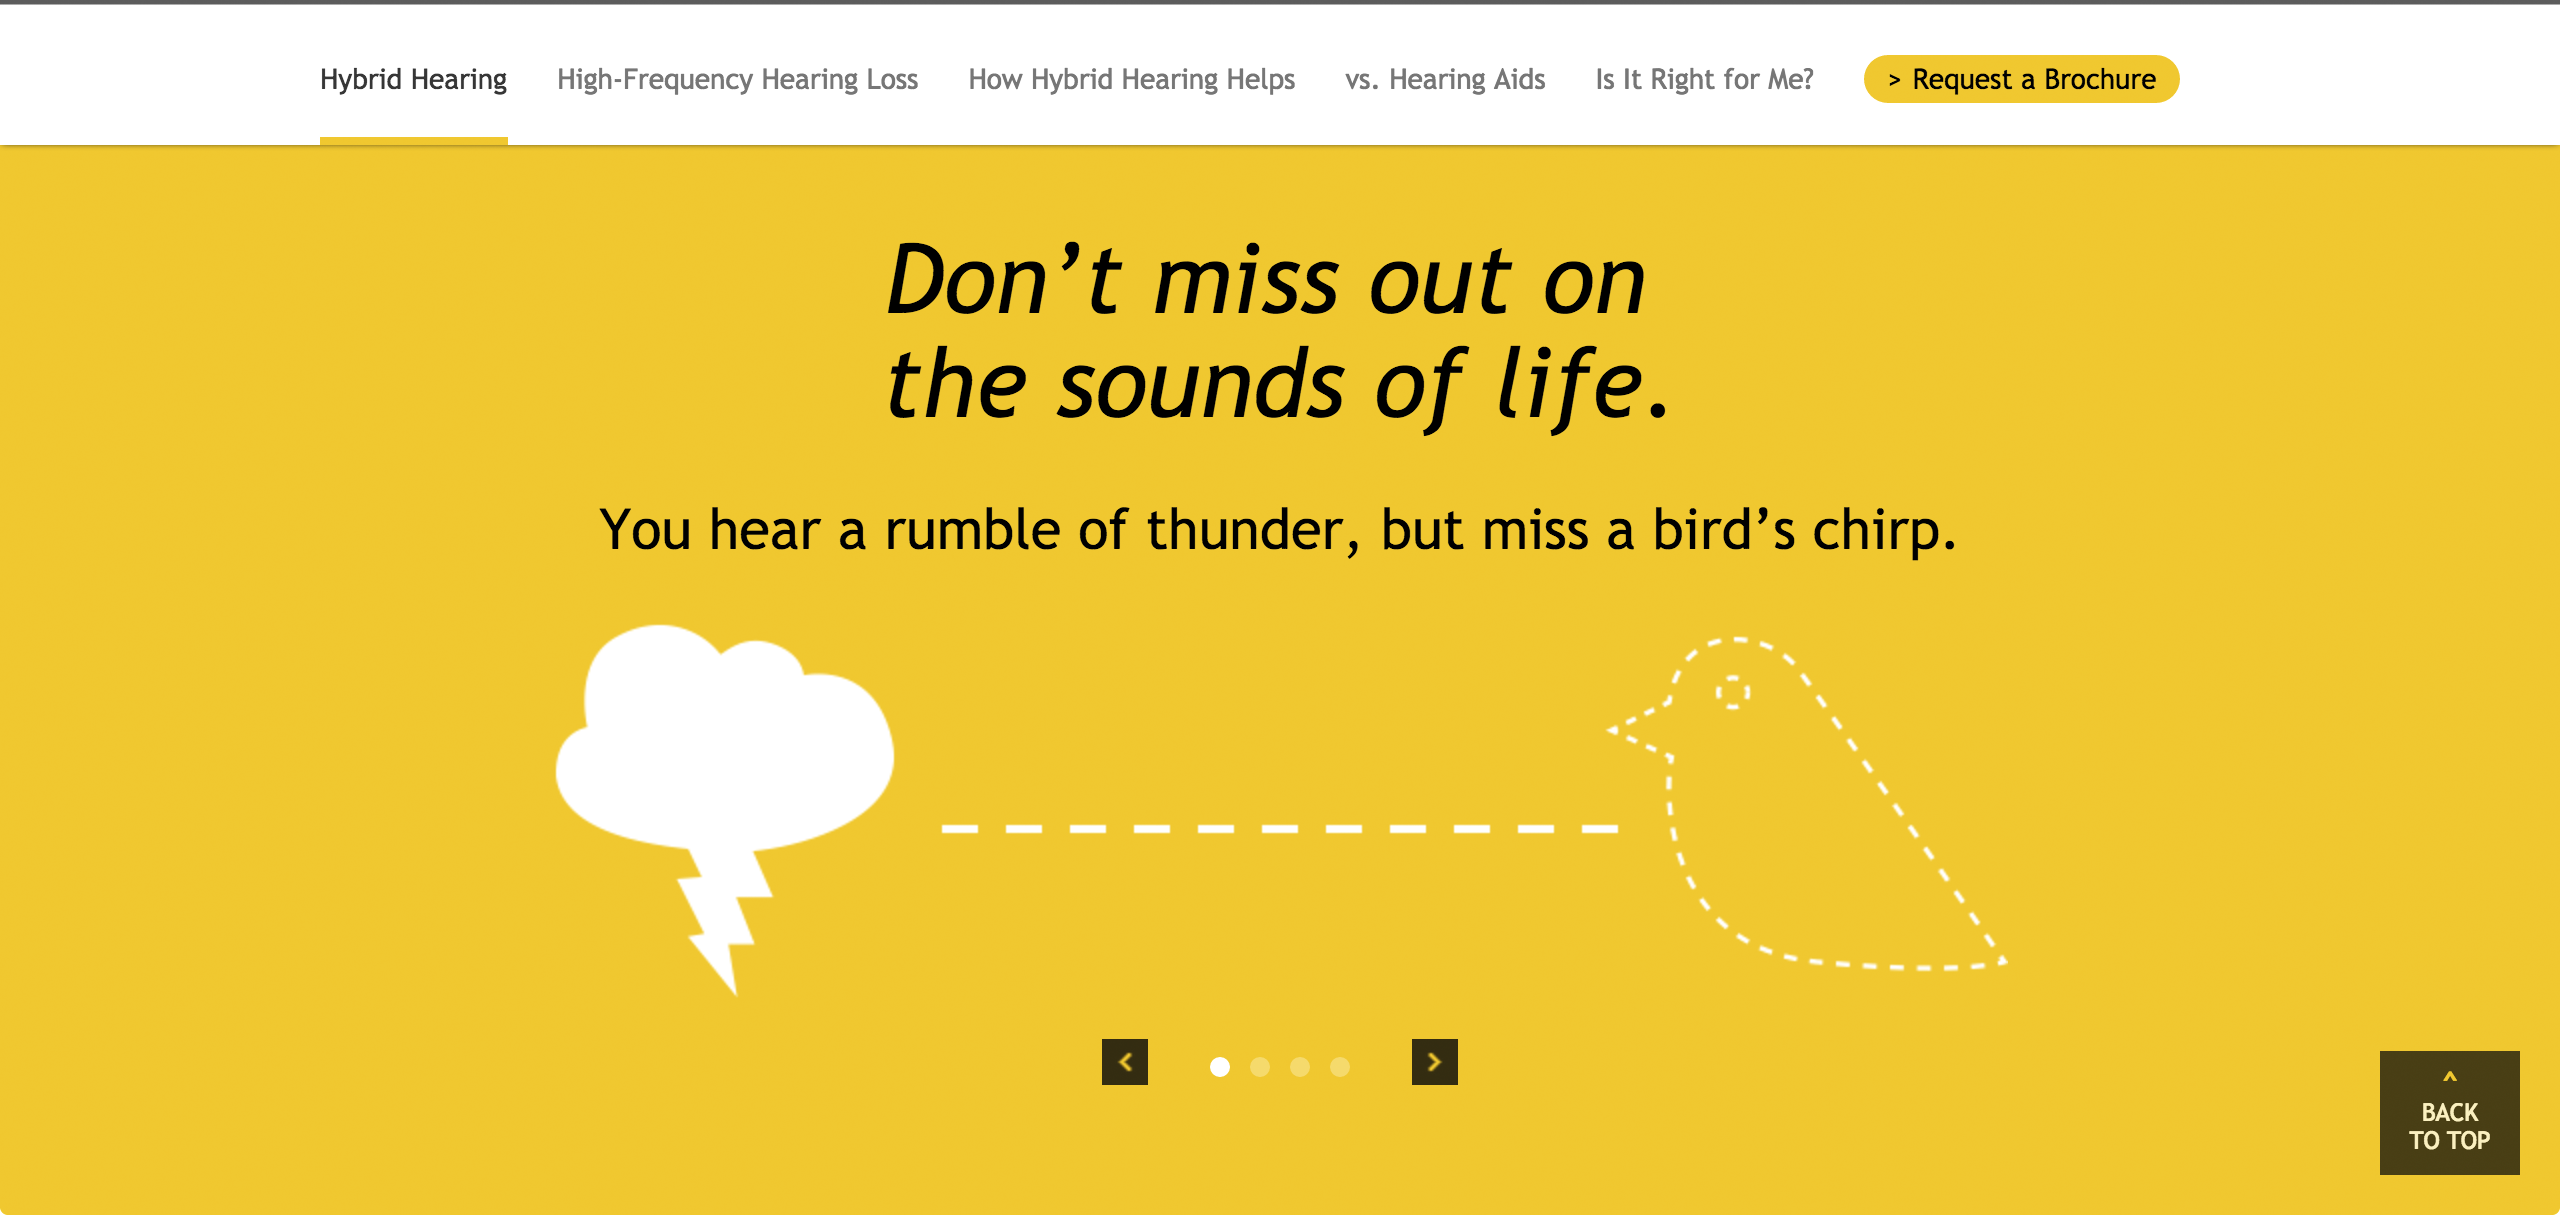 Hybrid Hearing
High-Frequency Hearing Loss
How Hybrid Hearing Helps
vs. Hearing Aids
Is It Right for Me?
> Request a Brochure
Don’t miss out on
the sounds of life.
You hear a rumble of thunder, but miss a bird’s chirp.
BACK
TO TOP